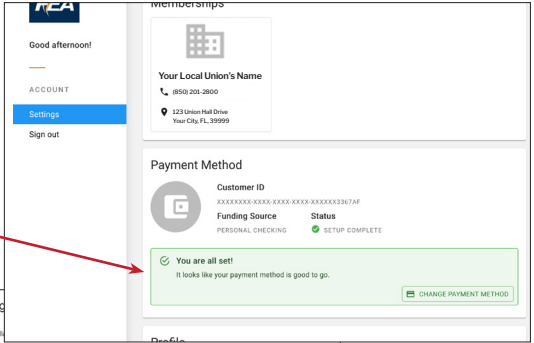 FEA
Good afternoon!
ACCOUNT
Settings
Sign out
Memberships
Your Local Union's Name
(850) 201-2800
123 Union Hall Drive
Your City, FL, 39999
Payment Method
Customer ID
XXXXXXXX-XXXX-XXXX-XXXX-XXXXXX3367AF
Funding Source Status
PERSONAL CHECKING SETUP COMPLETE
You are all set!
It looks like your payment method is good to go.
CHANGE PAYMENT METHOD
Profile